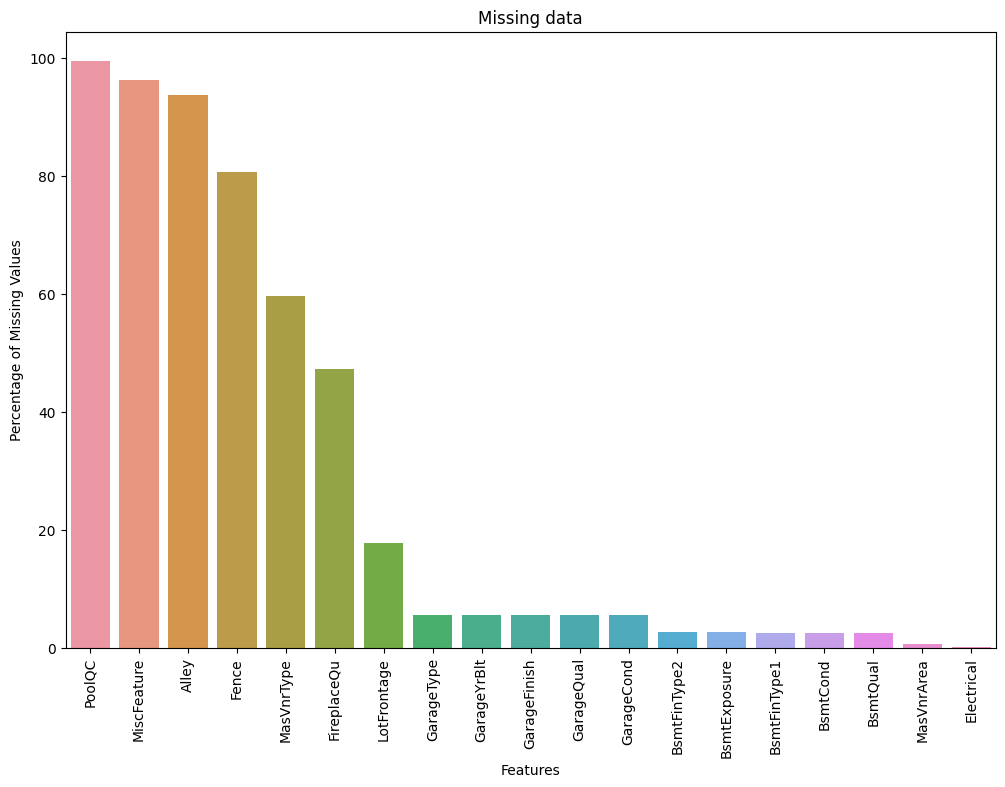 Missing data
Percentage of Missing Values
100
80
60
40
20
0
PoolQC
MiscFeature
Alley
Fence
MasVnrType
FireplaceQu
LotFrontage
GarageType
GarageYrBlt
GarageFinish
GarageQual
GarageCond
BsmtFinType2
BsmtExposure
BsmtFinType1
BsmtCond
BsmtQual
MasVnrArea
Electrical
Features